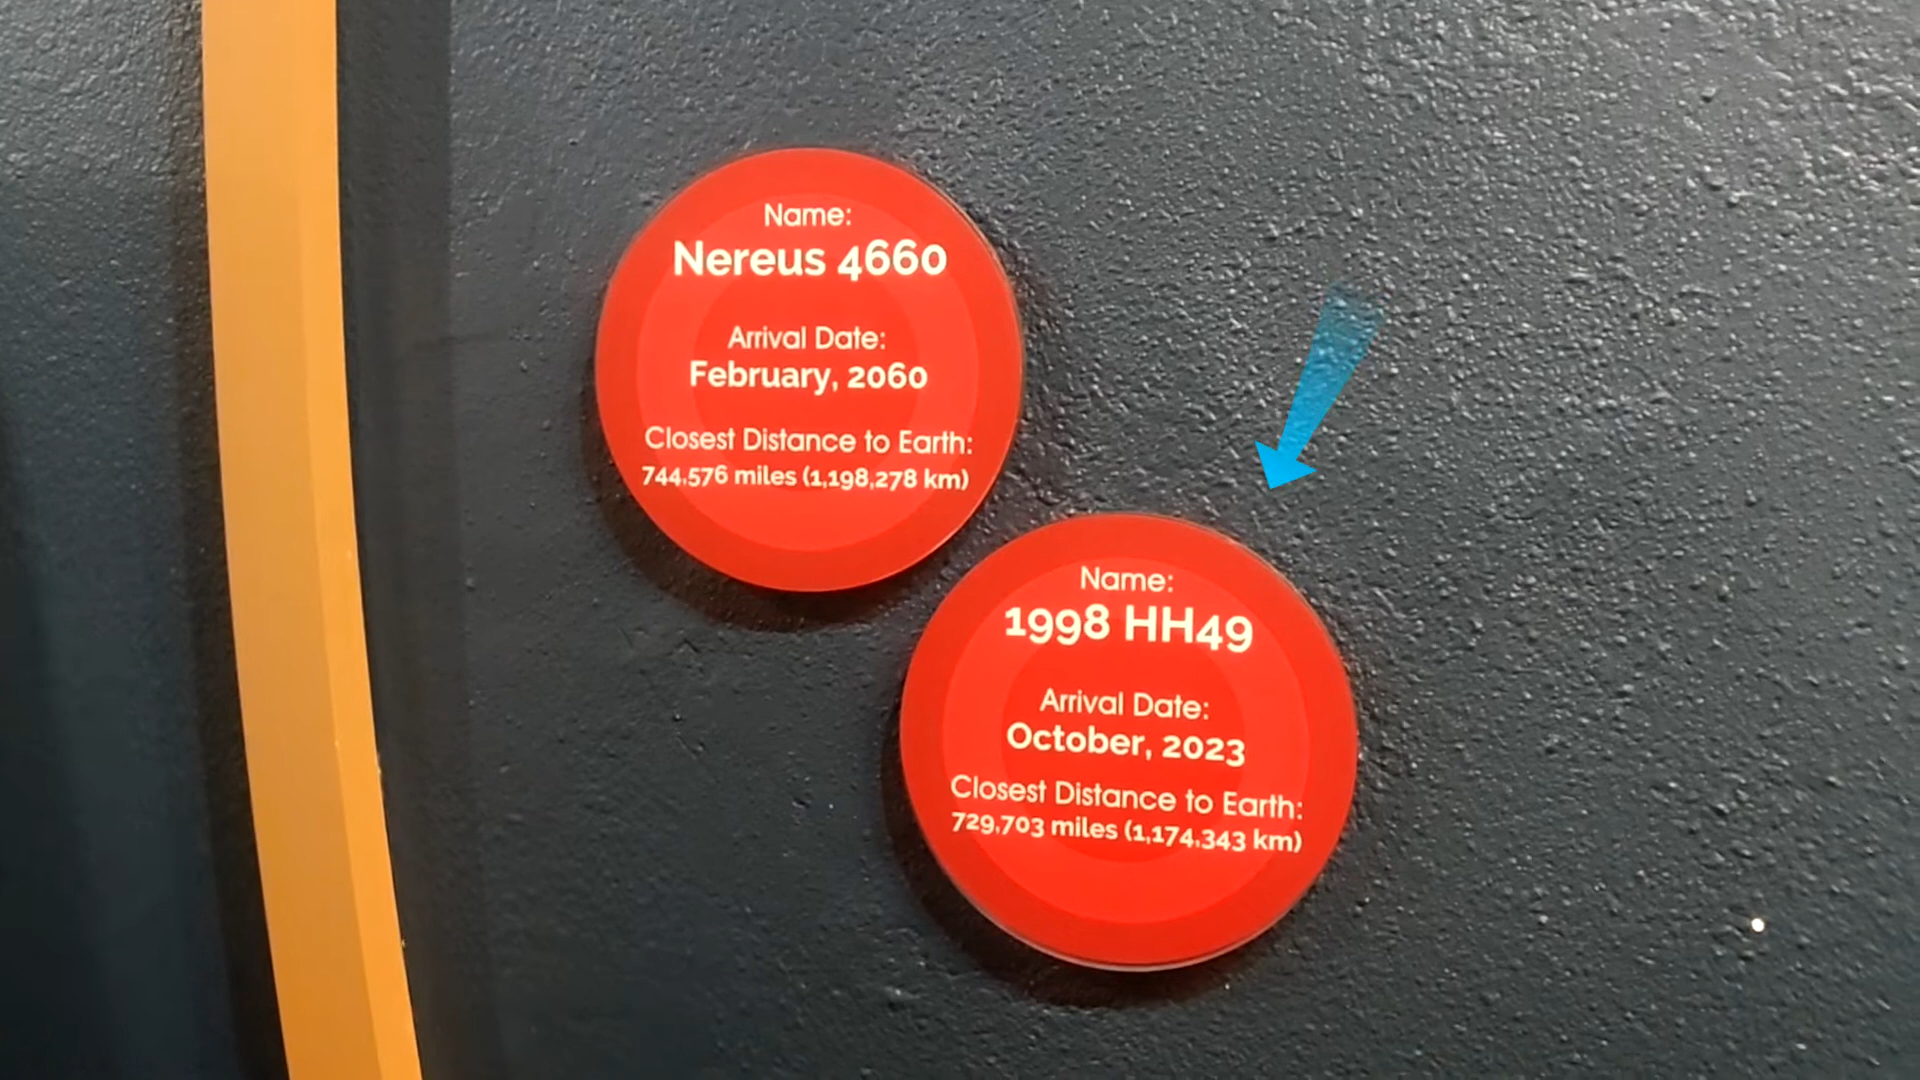 Name:
Nereus 4660
Arrival Date:
February, 2060
Closest Distance to Earth:
744,576 miles (1,198,278 km)
Name:
1998 HH49
Arrival Date:
October, 2023
Closest Distance to Earth:
729,703 miles (1,174,343 km)